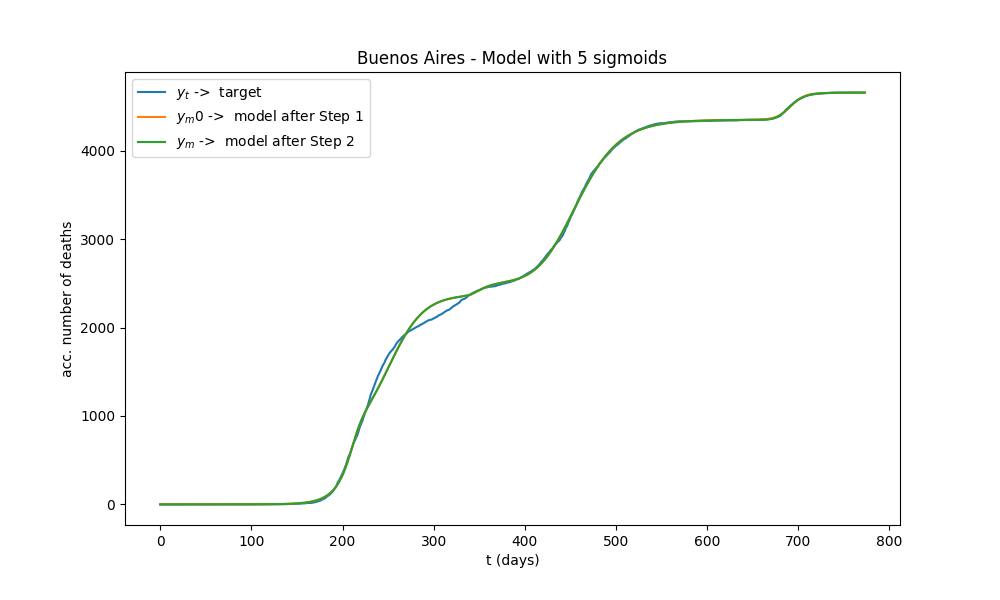 Buenos Aires - Model with 5 sigmoids
y_t -> target
y_m0 -> model after Step 1
y_m -> model after Step 2
acc. number of deaths
4000
3000
2000
1000
0
0 100 200 300 400 500 600 700 800
t (days)